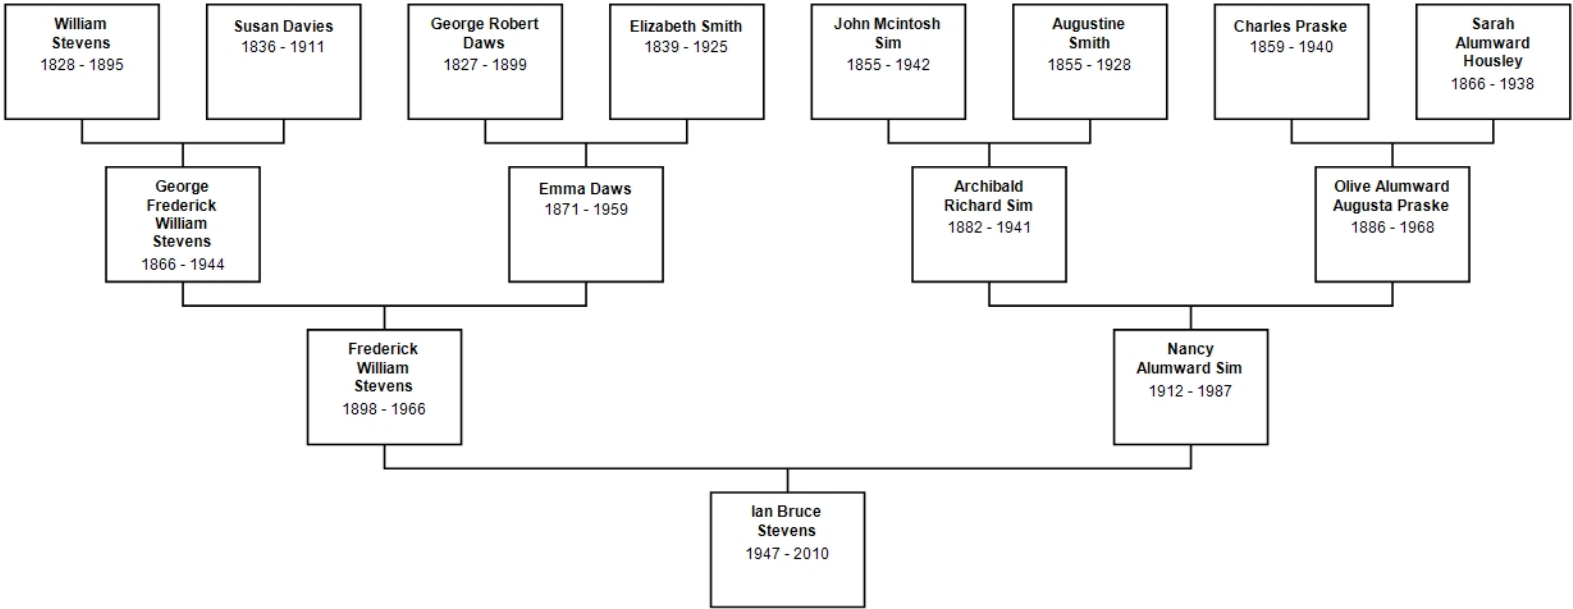 William
Stevens
1828 - 1895
Susan Davies
1836 - 1911
George Robert
Daws
1827 - 1899
Elizabeth Smith
1839 - 1925
John Mcintosh
Sim
1855 - 1942
Augustine
Smith
1855 - 1928
Charles Praske
1859 - 1940
Sarah
Alumward
Housley
1866 - 1938
George
Frederick
William
Stevens
1866 - 1944
Emma Daws
1871 - 1959
Archibald
Richard Sim
1882 - 1941
Olive Alumward
Augusta Praske
1886 - 1968
Frederick
William
Stevens
1898 - 1966
Nancy
Alumward Sim
1912 - 1987
Ian Bruce
Stevens
1947 - 2010